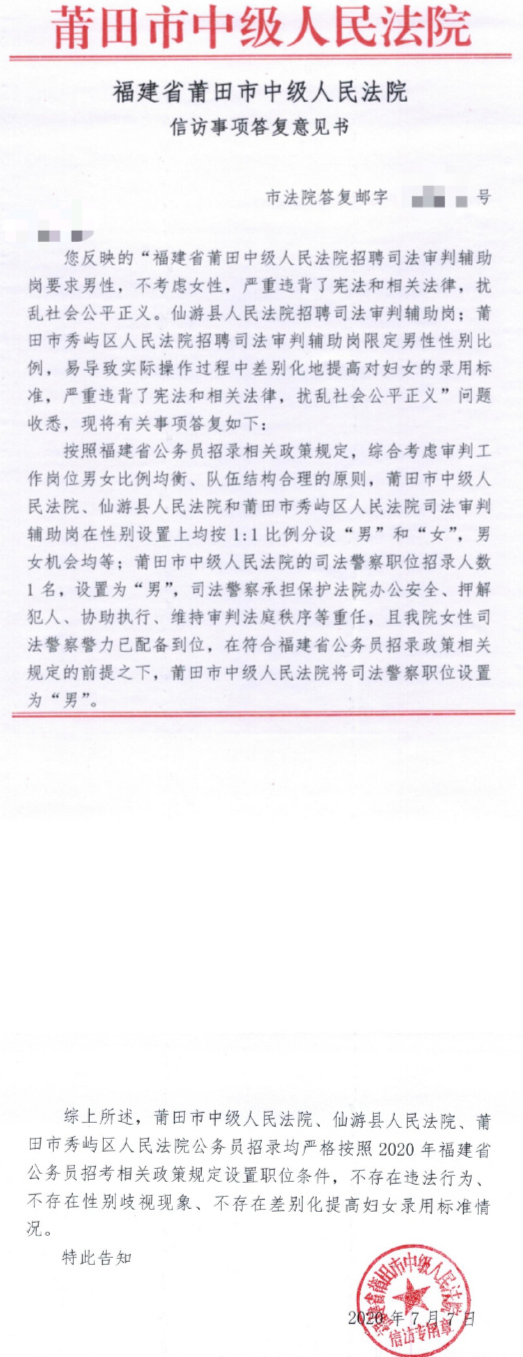 莆田市中级人民法院
福建省莆田市中级人民法院
信访事项答复意见书
市法院答复邮字 号
您反映的“福建省莆田中级人民法院招聘司法审判辅助
岗要求男性，不考虑女性，严重违背了宪法和相关法律，扰
乱社会公平正义。仙游县人民法院招聘司法审判辅助岗；莆
田市秀屿区人民法院招聘司法审判辅助岗限定男性性别比
例，易导致实际操作过程中差别化地提高对妇女的录用标
准，严重违背了宪法和相关法律，扰乱社会公平正义”问题
收悉，现将有关事项答复如下：
按照福建省公务员招录相关政策规定，综合考虑审判工
作岗位男女比例均衡、队伍结构合理的原则，莆田市中级人
民法院、仙游县人民法院和莆田市秀屿区人民法院司法审判
辅助岗在性别设置上均按1:1比例分设“男”和“女”，男
女机会均等；莆田市中级人民法院的司法警察职位招录人数
1名，设置为“男”，司法警察承担保护法院办公安全、押解
犯人、协助执行、维持审判法庭秩序等重任，且我院女性司
法警察警力已配备到位，在符合福建省公务员招录政策相关
规定的前提之下，莆田市中级人民法院将司法警察职位设置
为“男”。
综上所述，莆田市中级人民法院、仙游县人民法院、莆
田市秀屿区人民法院公务员招录均严格按照2020年福建省
公务员招考相关政策规定设置职位条件，不存在违法行为、
不存在性别歧视现象、不存在差别化提高妇女录用标准情
况。
特此告知
福建省莆田市中级人民法院
2020年7月7日
信访专用章